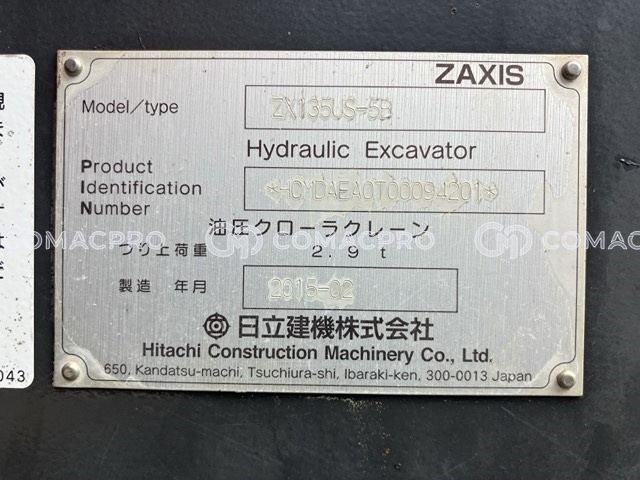 ZAXIS
Model/type ZX135US-5B
Hydraulic Excavator
Product
Identification *HCMDAEA0T00094201*
Number
油圧クローラクレーン
つり上荷重 2.9 t
製造 年月 2015-02
日立建機株式会社
Hitachi Construction Machinery Co., Ltd.
650, Kandatsu-machi, Tsuchiura-shi, Ibaraki-ken, 300-0013 Japan
COMACPRO
COMACPRO
043